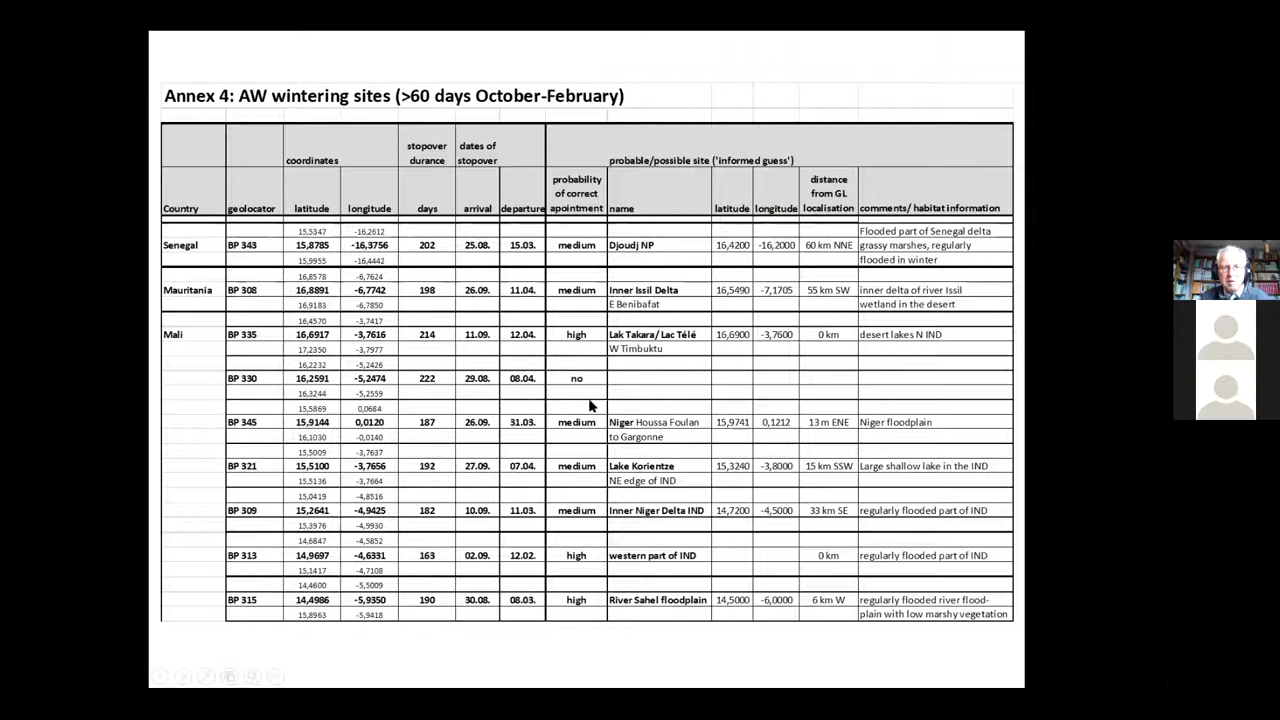 Annex 4: AW wintering sites (>60 days October-February)
coordinates stopover durance dates of stopover probable/possible site ('informed guess')
Country geolocator latitude longitude days arrival departure probability of correct apointment name latitude longitude distance from GL localisation comments/ habitat information
15,5347 -16,2612 Flooded part of Senegal delta
Senegal BP 343 15,8785 -16,3756 202 25.08. 15.03. medium Djoudj NP 16,4200 -16,2000 60 km NNE grassy marshes, regularly
15,9955 -16,4442 flooded in winter
16,8578 -6,7624
Mauritania BP 308 16,8891 -6,7742 198 26.09. 11.04. medium Inner Issil Delta 16,5490 -7,1705 55 km SW inner delta of river Issil
16,9183 -6,7850 E Benibafat wetland in the desert
16,4570 -3,7417
Mali BP 335 16,6917 -3,7616 214 11.09. 12.04. high Lak Takara/ Lac Télé 16,6900 -3,7600 0 km desert lakes N IND
17,2350 -3,7977 W Timbuktu
16,2232 -5,2426
BP 330 16,2591 -5,2474 222 29.08. 08.04. no
16,3244 -5,2559
15,5869 0,0684
BP 345 15,9144 0,0120 187 26.09. 31.03. medium Niger Houssa Foulan 15,9741 0,1212 13 m ENE Niger floodplain
16,1030 -0,0140 to Gargonne
15,5009 -3,7637
BP 321 15,5100 -3,7656 192 27.09. 07.04. medium Lake Korientze 15,3240 -3,8000 15 km SSW Large shallow lake in the IND
15,5136 -3,7664 NE edge of IND
15,0419 -4,8516
BP 309 15,2641 -4,9425 182 10.09. 11.03. medium Inner Niger Delta IND 14,7200 -4,5000 33 km SE regularly flooded part of IND
15,3976 -4,9930
14,6847 -4,5852
BP 313 14,9697 -4,6331 163 02.09. 12.02. high western part of IND 0 km regularly flooded part of IND
15,1417 -4,7108
14,4600 -5,5009
BP 315 14,4986 -5,9350 190 30.08. 08.03. high River Sahel floodplain 14,5000 -6,0000 6 km W regularly flooded river flood-
15,8963 -5,9418 plain with low marshy vegetation